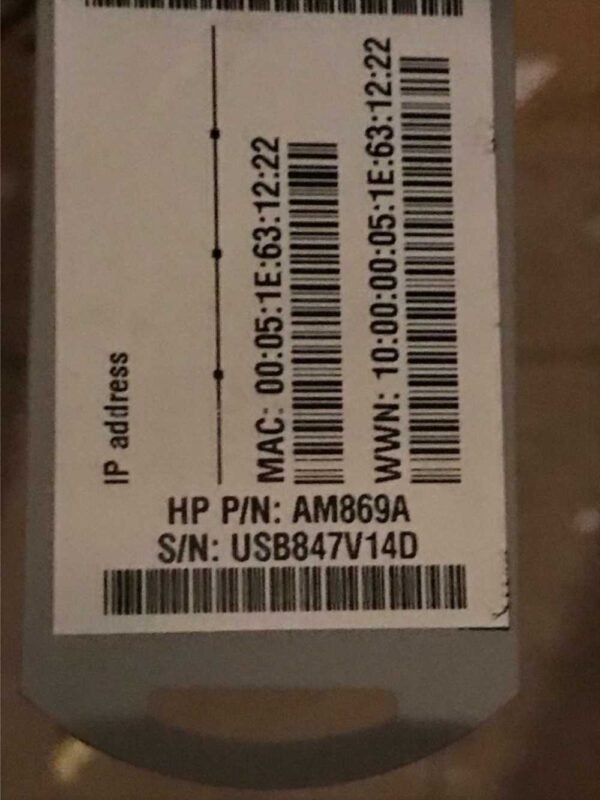 IP address
MAC: 00:05:1E:63:12:22
WWN: 10:00:00:05:1E:63:12:22
HP P/N: AM869A
S/N: USB847V14D